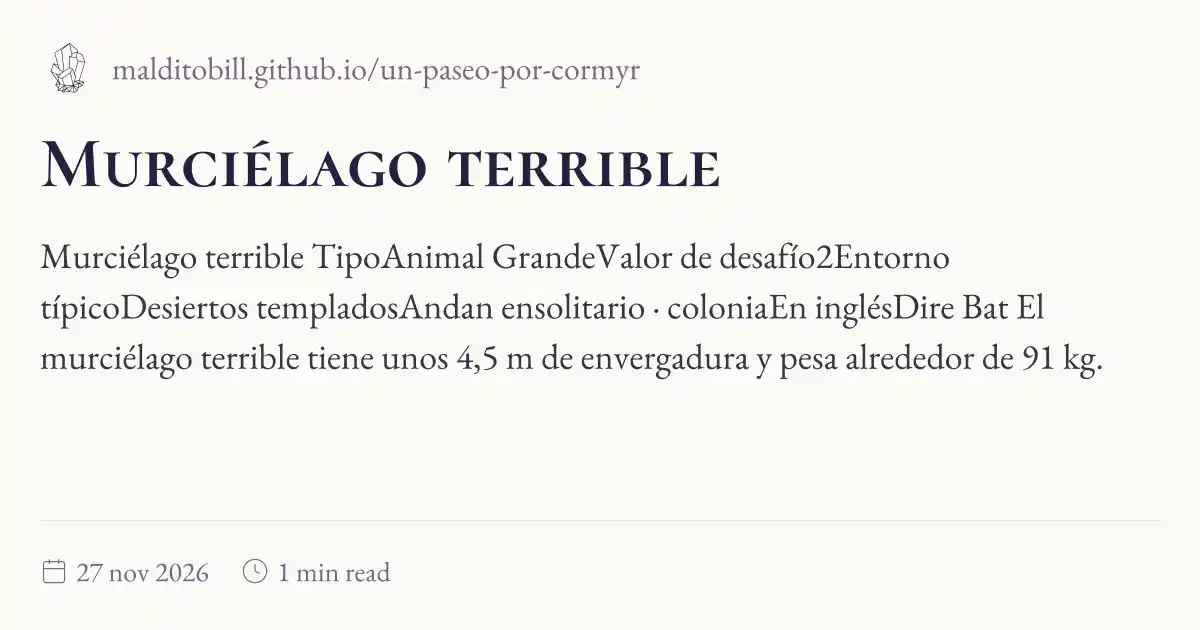 malditobill.github.io/un-paseo-por-cormyr
Murciélago terrible
Murciélago terrible TipoAnimal GrandeValor de desafío2Entorno
típicoDesiertos templadosAndan ensolitario · coloniaEn inglésDire Bat El
murciélago terrible tiene unos 4,5 m de envergadura y pesa alrededor de 91 kg.
27 nov 2026 1 min read